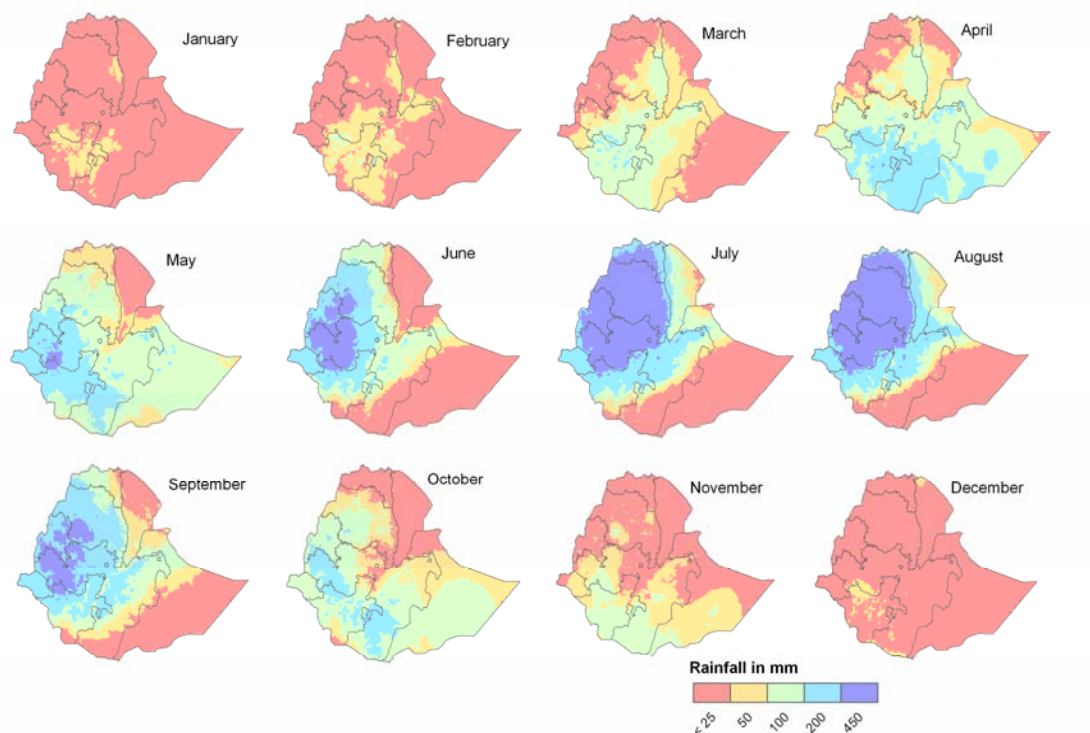 January
February
March
April
May
June
July
August
September
October
November
December
Rainfall in mm
< 25
50
100
200
450